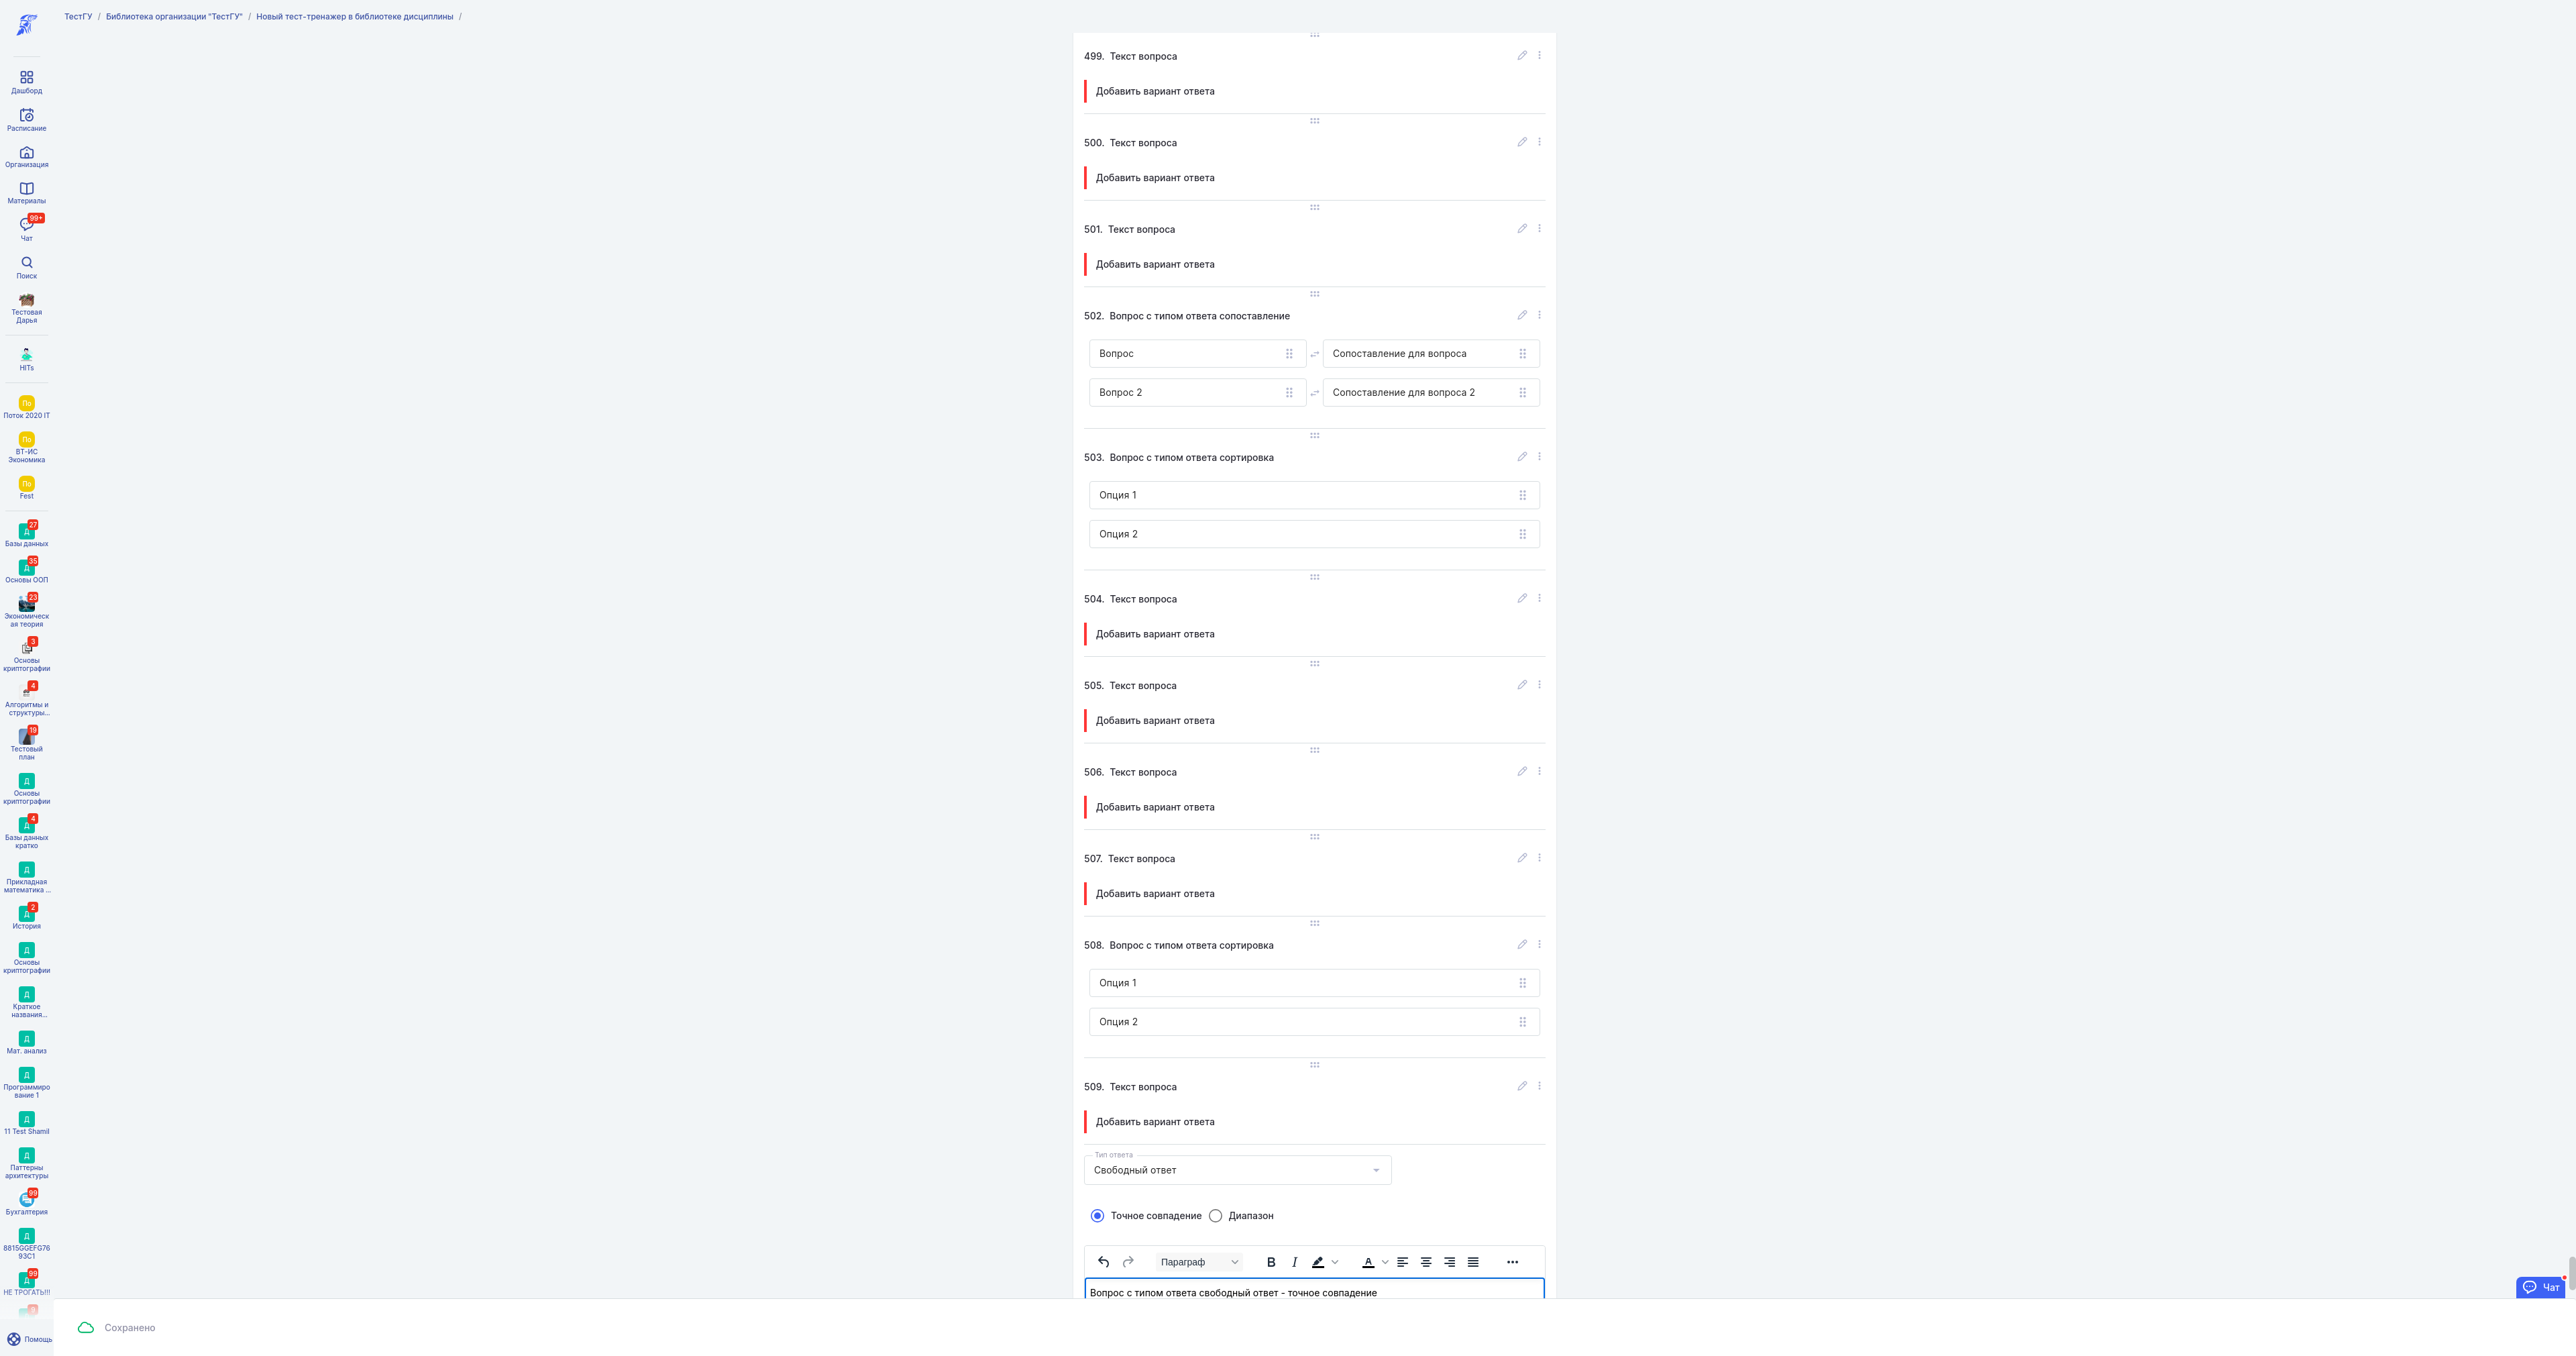 ТестГУ / Библиотека организации "ТестГУ" / Новый тест-тренажер в библиотеке дисциплины /
Дашборд
Расписание
Организация
Материалы
99+
Чат
Поиск
Тестовая
Дарья
HITs
По
Поток 2020 IT
По
ВТ-ИС
Экономика
По
Fest
27
Д
Базы данных
35
Д
Основы ООП
23
Экономическ
ая теория
3
Основы
криптографии
4
Алгоритмы и
структуры...
19
Тестовый
план
Д
Основы
криптографии
4
Д
Базы данных
кратко
Д
Прикладная
математика ...
2
Д
История
Д
Основы
криптографии
Д
Краткое
названия...
Д
Мат. анализ
Д
Программиро
вание 1
Д
11 Test Shamil
Д
Паттерны
архитектуры
99
Бухгалтерия
Д
8815GGEFG76
93C1
99
Д
НЕ ТРОГАТЬ!!!
Помощь
499. Текст вопроса
Добавить вариант ответа
500. Текст вопроса
Добавить вариант ответа
501. Текст вопроса
Добавить вариант ответа
502. Вопрос с типом ответа сопоставление
Вопрос
Сопоставление для вопроса
Вопрос 2
Сопоставление для вопроса 2
503. Вопрос с типом ответа сортировка
Опция 1
Опция 2
504. Текст вопроса
Добавить вариант ответа
505. Текст вопроса
Добавить вариант ответа
506. Текст вопроса
Добавить вариант ответа
507. Текст вопроса
Добавить вариант ответа
508. Вопрос с типом ответа сортировка
Опция 1
Опция 2
509. Текст вопроса
Добавить вариант ответа
Тип ответа
Свободный ответ
Точное совпадение
Диапазон
Параграф
Вопрос с типом ответа свободный ответ - точное совпадение
Чат
Сохранено